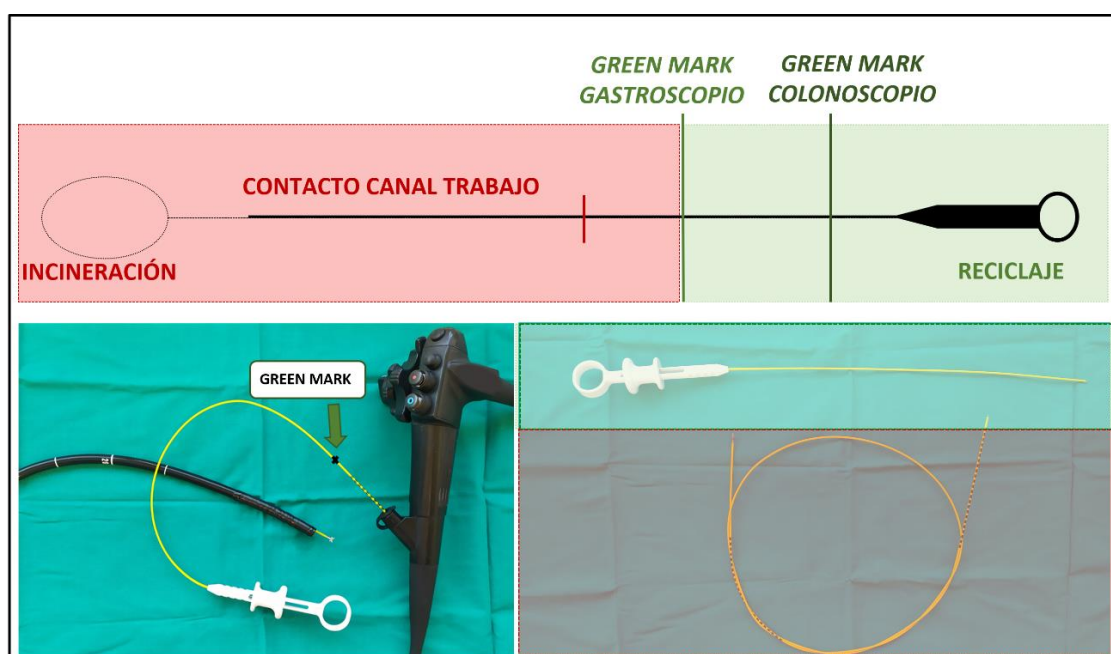 GREEN MARK
GASTROSCOPIO
GREEN MARK
COLONOSCOPIO
CONTACTO CANAL TRABAJO
INCINERACIÓN
RECICLAJE
GREEN MARK